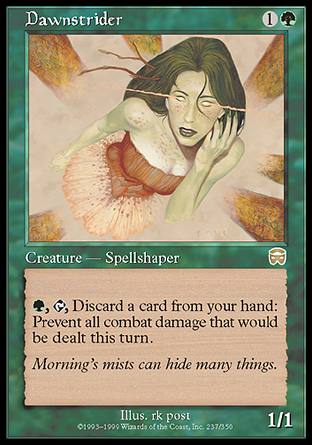 Dawnstrider 1
Creature — Spellshaper
, , Discard a card from your hand:
Prevent all combat damage that would
be dealt this turn.
Morning's mists can hide many things.
Illus. rk post
©1993–1999 Wizards of the Coast, Inc. 237/350
1/1